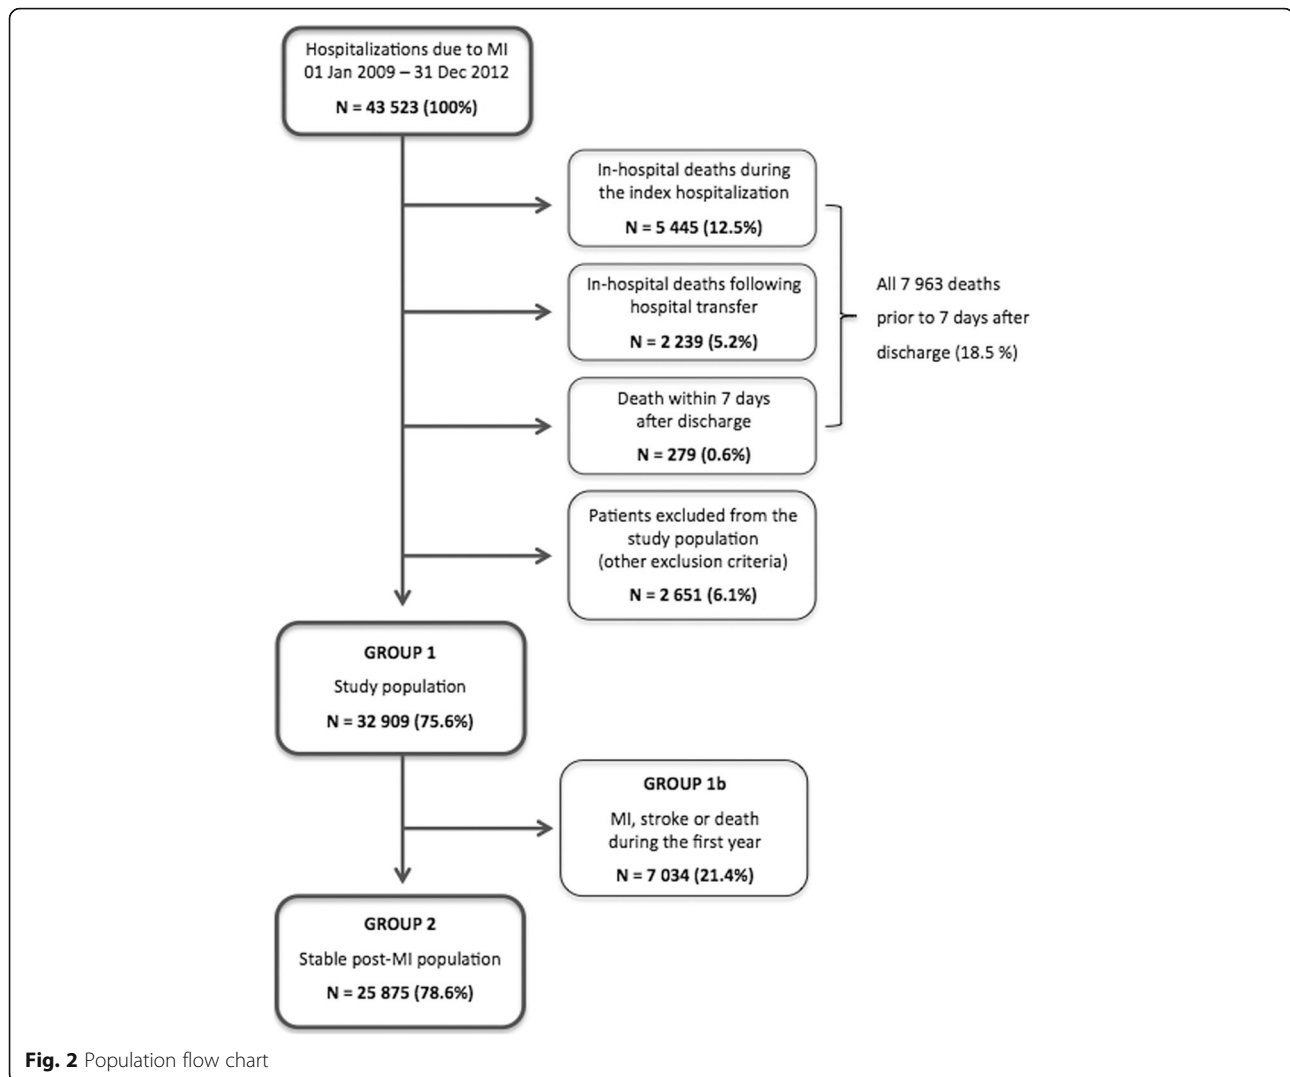 Hospitalizations due to MI
01 Jan 2009 – 31 Dec 2012
N = 43 523 (100%)
In-hospital deaths during
the index hospitalization
N = 5 445 (12.5%)
In-hospital deaths following
hospital transfer
N = 2 239 (5.2%)
All 7 963 deaths
prior to 7 days after
discharge (18.5 %)
Death within 7 days
after discharge
N = 279 (0.6%)
Patients excluded from the
study population
(other exclusion criteria)
N = 2 651 (6.1%)
GROUP 1
Study population
N = 32 909 (75.6%)
GROUP 1b
MI, stroke or death
during the first year
N = 7 034 (21.4%)
GROUP 2
Stable post-MI population
N = 25 875 (78.6%)
Fig. 2 Population flow chart